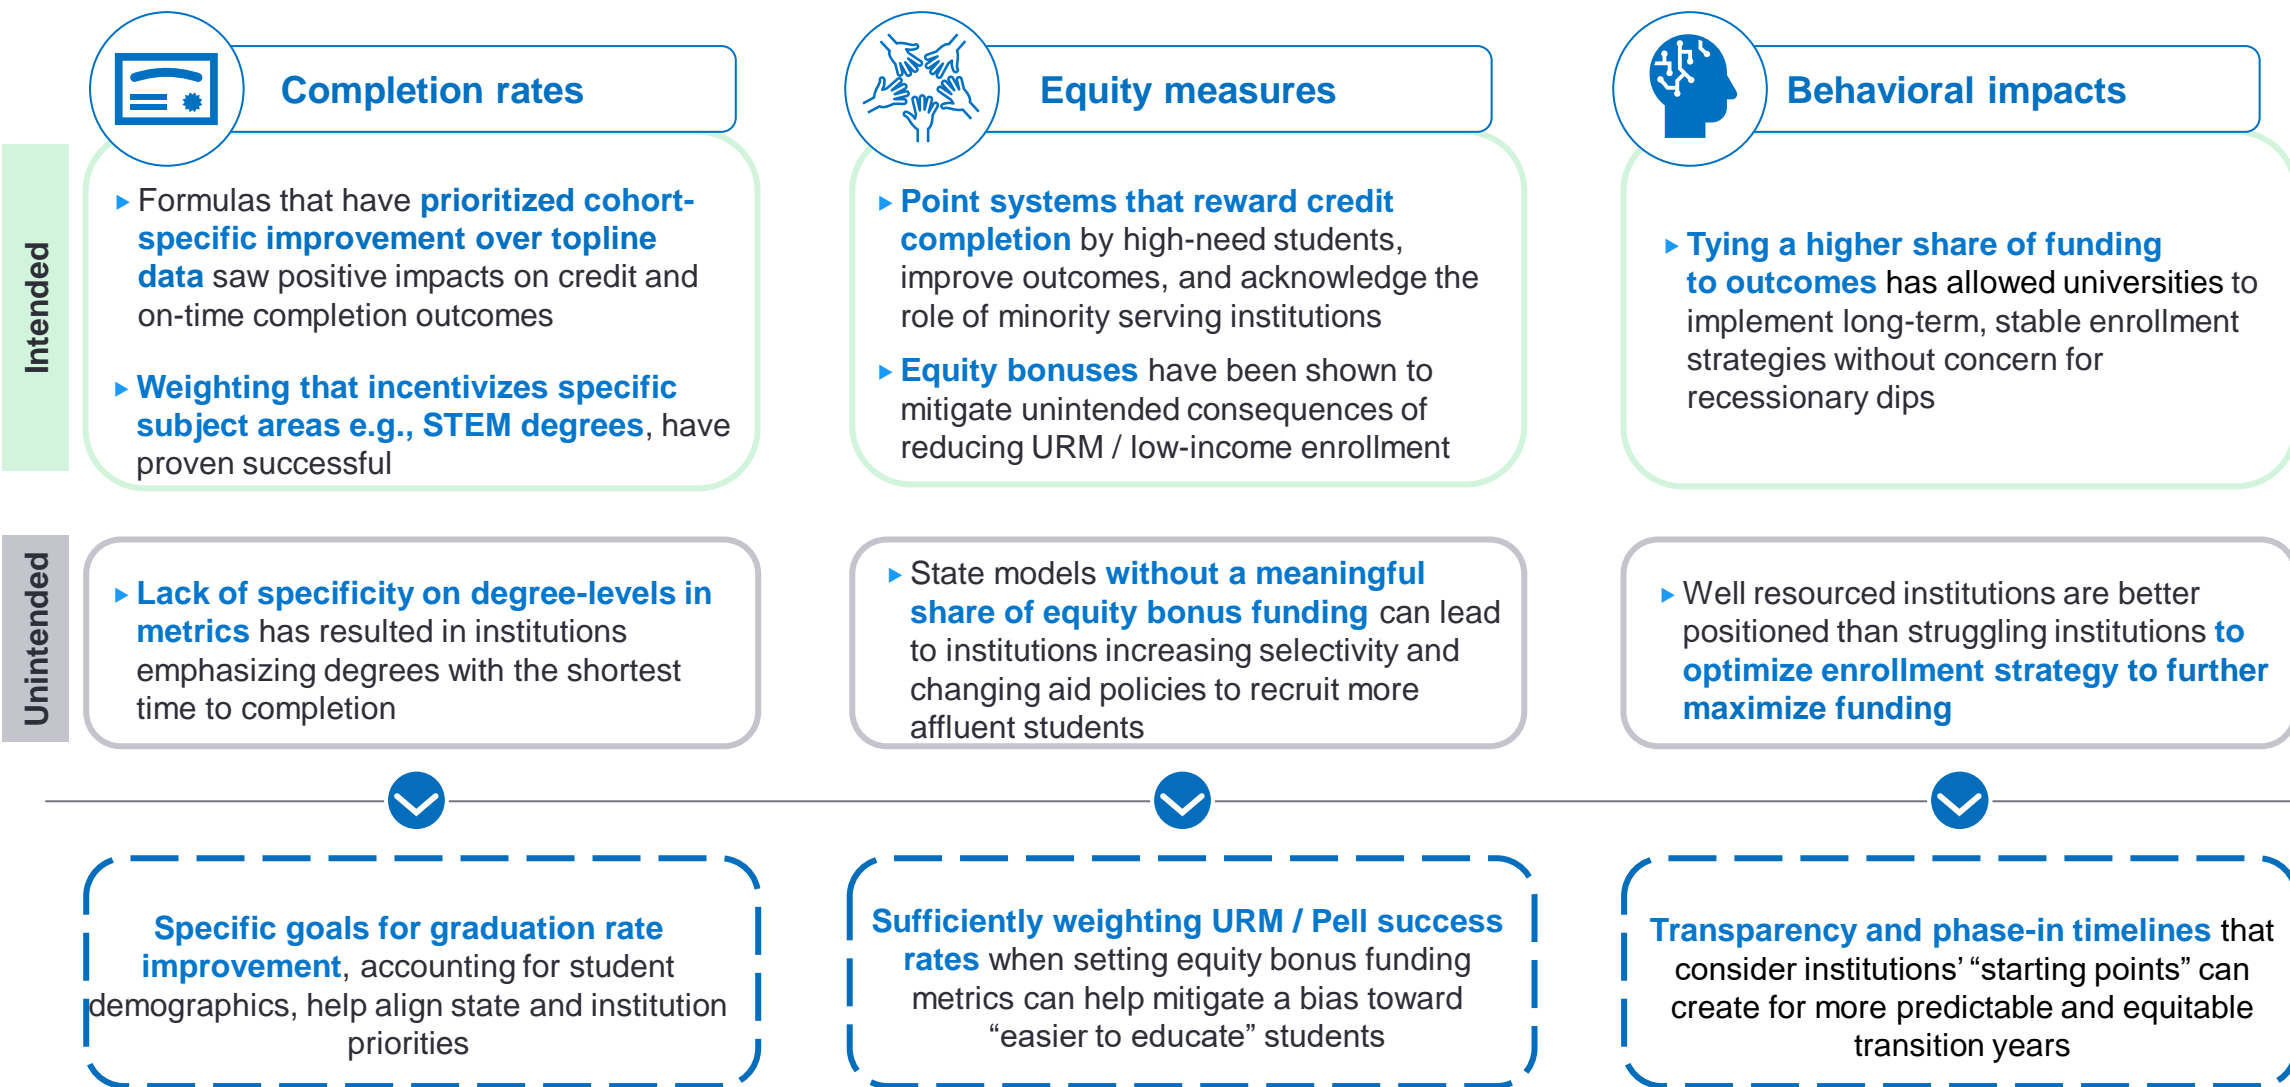 Completion rates
Equity measures
Behavioral impacts
Intended
Formulas that have prioritized cohort-
specific improvement over topline
data saw positive impacts on credit and
on-time completion outcomes
Weighting that incentivizes specific
subject areas e.g., STEM degrees, have
proven successful
Point systems that reward credit
completion by high-need students,
improve outcomes, and acknowledge the
role of minority serving institutions
Equity bonuses have been shown to
mitigate unintended consequences of
reducing URM / low-income enrollment
Tying a higher share of funding
to outcomes has allowed universities to
implement long-term, stable enrollment
strategies without concern for
recessionary dips
Unintended
Lack of specificity on degree-levels in
metrics has resulted in institutions
emphasizing degrees with the shortest
time to completion
State models without a meaningful
share of equity bonus funding can lead
to institutions increasing selectivity and
changing aid policies to recruit more
affluent students
Well resourced institutions are better
positioned than struggling institutions to
optimize enrollment strategy to further
maximize funding
Specific goals for graduation rate
improvement, accounting for student
demographics, help align state and institution
priorities
Sufficiently weighting URM / Pell success
rates when setting equity bonus funding
metrics can help mitigate a bias toward
“easier to educate” students
Transparency and phase-in timelines that
consider institutions’ “starting points” can
create for more predictable and equitable
transition years